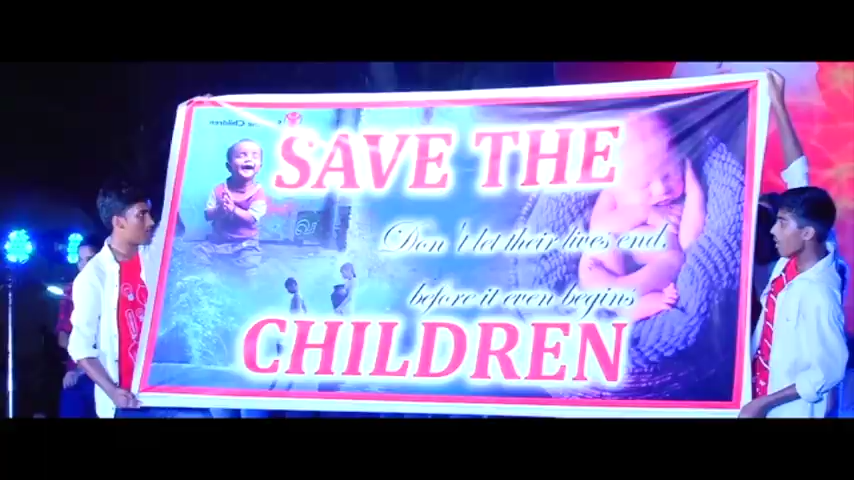 SAVE THE
Don't let their lives end,
before it even begins
CHILDREN